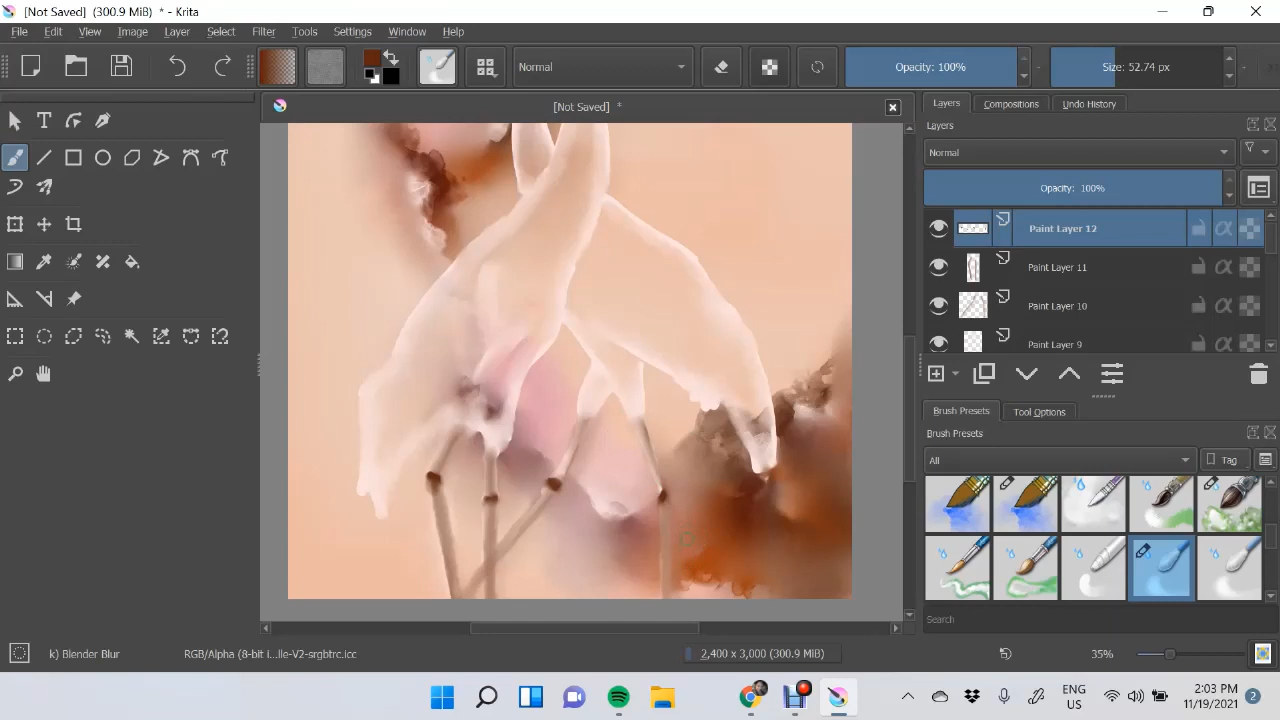 [Not Saved]  (300.9 MiB)  * - Krita
File Edit View Image Layer Select Filter Tools Settings Window Help
Normal
Opacity: 100%
Size: 52.74 px
[Not Saved]  *
Layers Compositions Undo History
Layers
Normal
Opacity:  100%
Paint Layer 12
Paint Layer 11
Paint Layer 10
Paint Layer 9
Brush Presets Tool Options
Brush Presets
All
Tag
Search
k) Blender Blur
RGB/Alpha (8-bit i...lle-V2-srgbtrc.icc
2,400 x 3,000 (300.9 MiB)
35%
ENG
US
2:03 PM
11/19/2021
2